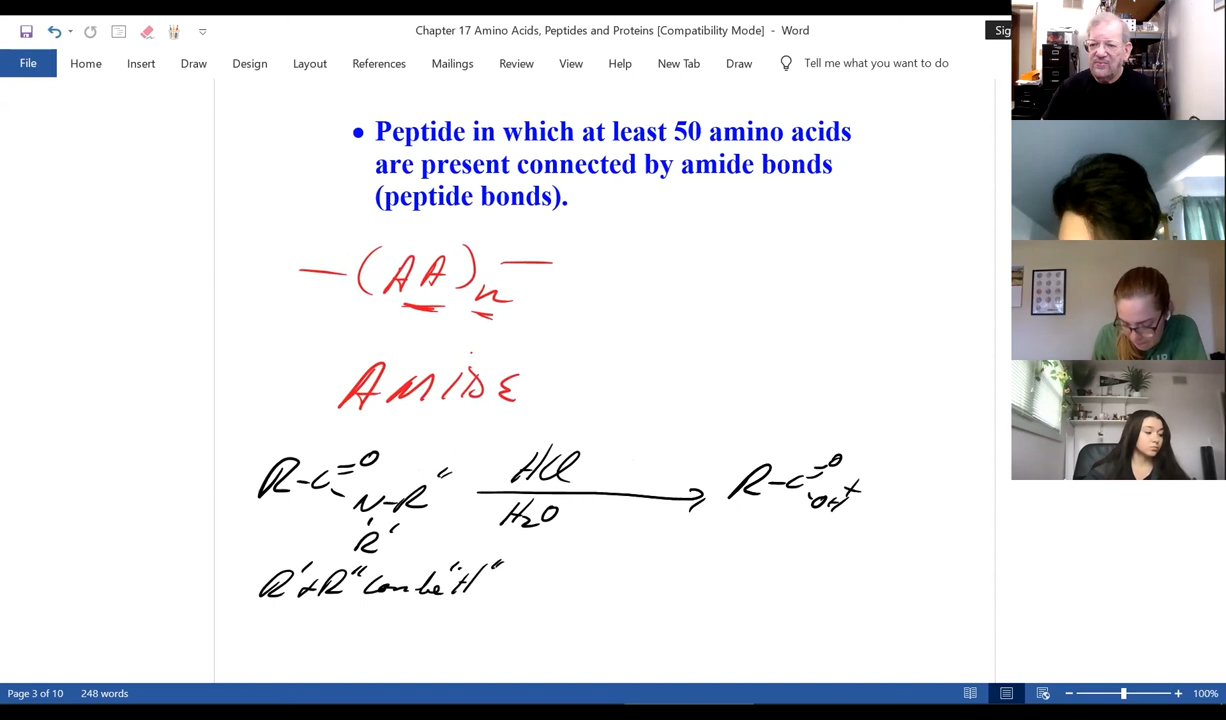 Chapter 17 Amino Acids, Peptides and Proteins [Compatibility Mode] - Word
Sig
File Home Insert Draw Design Layout References Mailings Review View Help New Tab Draw Tell me what you want to do
• Peptide in which at least 50 amino acids
are present connected by amide bonds
(peptide bonds).
—(AA)n—
AMIDE
R-C=O
N-R"
R'
HCl
H2O
R-C=O
OH +
R' + R" can be "H"
Page 3 of 10 248 words
100%